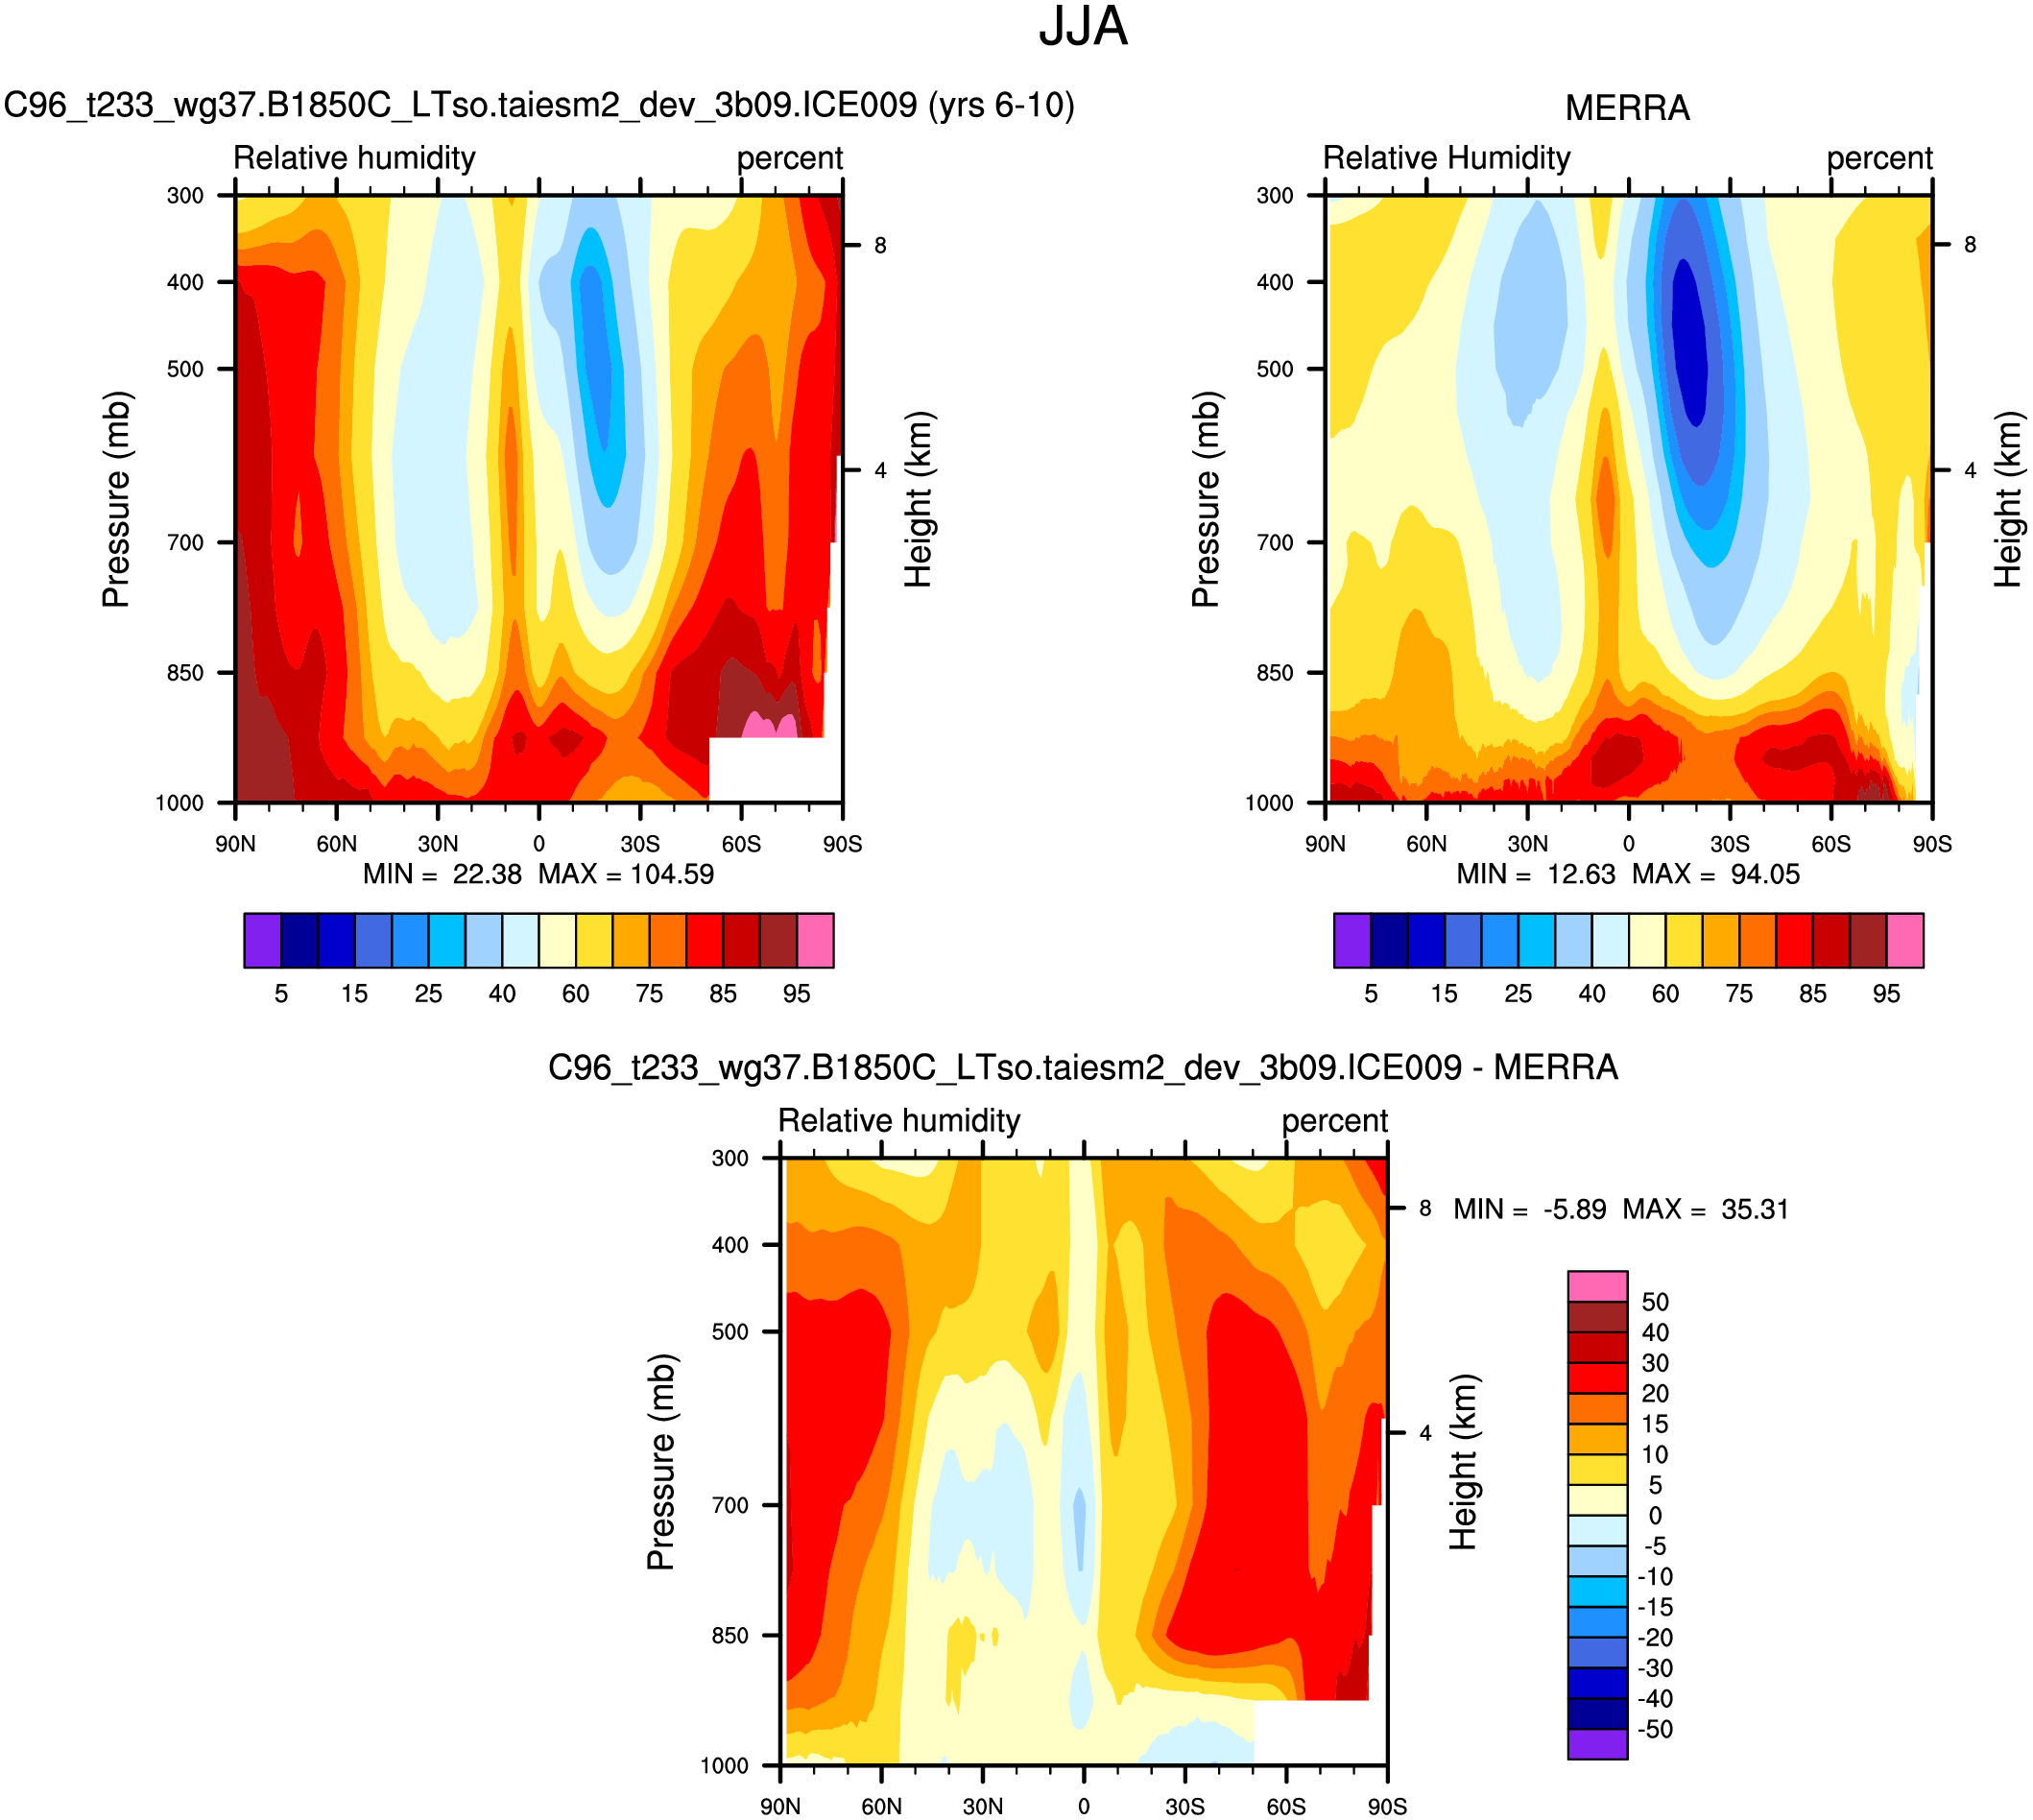 JJA
C96_t233_wg37.B1850C_LTso.taiesm2_dev_3b09.ICE009 (yrs 6-10)
Relative humidity percent
300
400
500
700
850
1000
Pressure (mb)
8
4
Height (km)
90N 60N 30N 0 30S 60S 90S
MIN = 22.38 MAX = 104.59
5 15 25 40 60 75 85 95
MERRA
Relative Humidity percent
300
400
500
700
850
1000
Pressure (mb)
8
4
Height (km)
90N 60N 30N 0 30S 60S 90S
MIN = 12.63 MAX = 94.05
5 15 25 40 60 75 85 95
C96_t233_wg37.B1850C_LTso.taiesm2_dev_3b09.ICE009 - MERRA
Relative humidity percent
300
400
500
700
850
1000
Pressure (mb)
8
4
Height (km)
90N 60N 30N 0 30S 60S 90S
MIN = -5.89 MAX = 35.31
50
40
30
20
15
10
5
0
-5
-10
-15
-20
-30
-40
-50